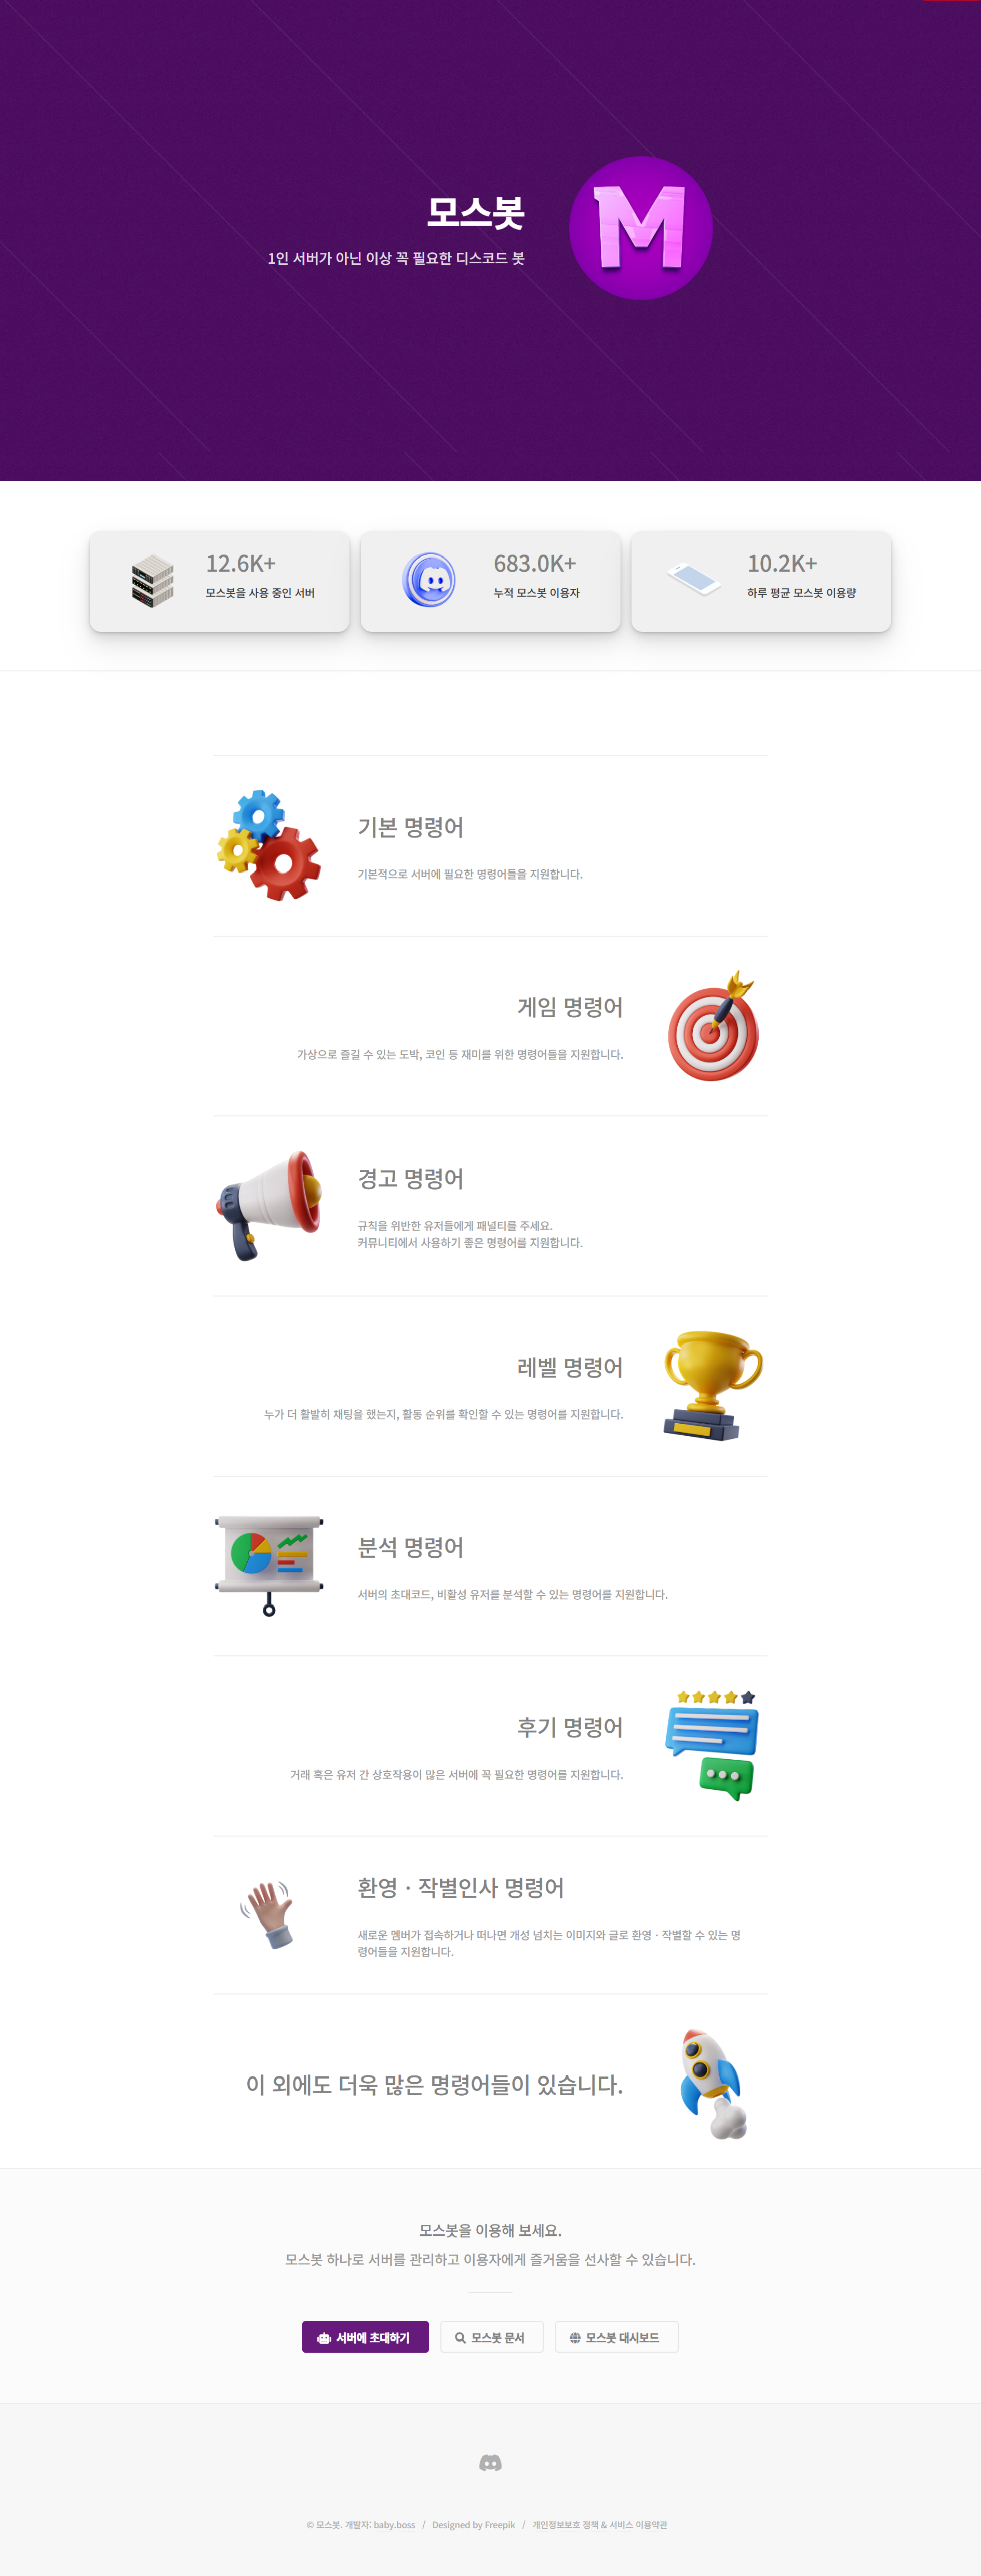 모스봇
1인 서버가 아닌 이상 꼭 필요한 디스코드 봇
M
12.6K+
모스봇을 사용 중인 서버
683.0K+
누적 모스봇 이용자
10.2K+
하루 평균 모스봇 이용량
기본 명령어
기본적으로 서버에 필요한 명령어들을 지원합니다.
게임 명령어
가상으로 즐길 수 있는 도박, 코인 등 재미를 위한 명령어들을 지원합니다.
경고 명령어
규칙을 위반한 유저들에게 패널티를 주세요.
커뮤니티에서 사용하기 좋은 명령어를 지원합니다.
레벨 명령어
누가 더 활발히 채팅을 했는지, 활동 순위를 확인할 수 있는 명령어를 지원합니다.
분석 명령어
서버의 초대코드, 비활성 유저를 분석할 수 있는 명령어를 지원합니다.
후기 명령어
거래 혹은 유저 간 상호작용이 많은 서버에 꼭 필요한 명령어를 지원합니다.
환영 · 작별인사 명령어
새로운 멤버가 접속하거나 떠나면 개성 넘치는 이미지와 글로 환영 · 작별할 수 있는 명
령어들을 지원합니다.
이 외에도 더욱 많은 명령어들이 있습니다.
모스봇을 이용해 보세요.
모스봇 하나로 서버를 관리하고 이용자에게 즐거움을 선사할 수 있습니다.
서버에 초대하기
모스봇 문서
모스봇 대시보드
© 모스봇. 개발자: baby.boss / Designed by Freepik / 개인정보보호 정책 & 서비스 이용약관